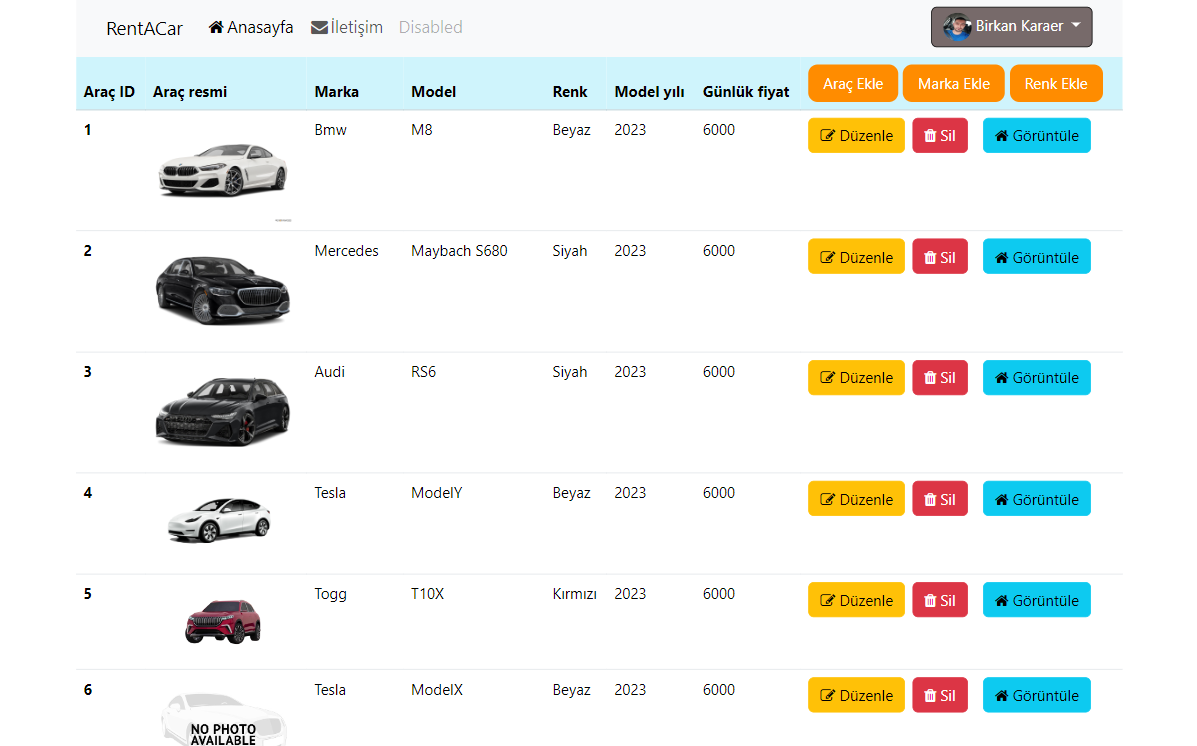 RentACar Anasayfa İletişim Disabled Birkan Karaer
Araç ID Araç resmi Marka Model Renk Model yılı Günlük fiyat Araç Ekle Marka Ekle Renk Ekle
1 Bmw M8 Beyaz 2023 6000 Düzenle Sil Görüntüle
2 Mercedes Maybach S680 Siyah 2023 6000 Düzenle Sil Görüntüle
3 Audi RS6 Siyah 2023 6000 Düzenle Sil Görüntüle
4 Tesla ModelY Beyaz 2023 6000 Düzenle Sil Görüntüle
5 Togg T10X Kırmızı 2023 6000 Düzenle Sil Görüntüle
6 Tesla ModelX Beyaz 2023 6000 Düzenle Sil Görüntüle
NO PHOTO
AVAILABLE